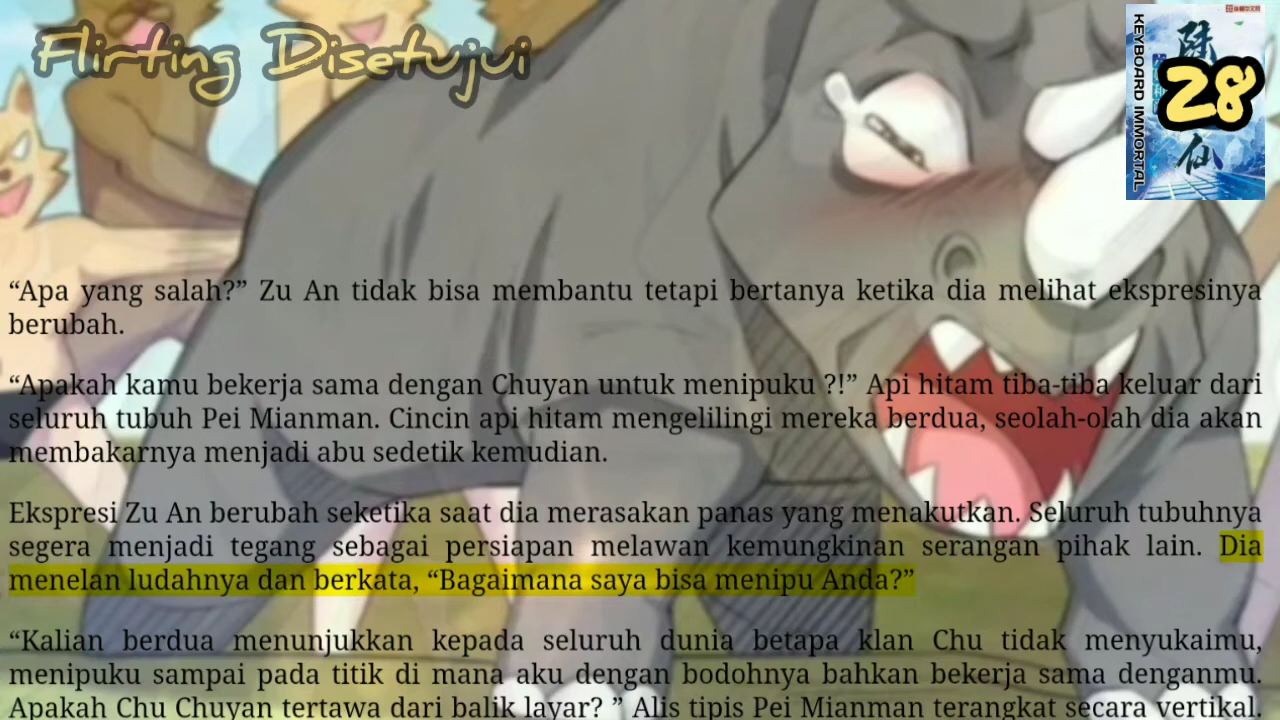 Flirting Disetujui
KEYBOARD IMMORTAL
28
仙
“Apa yang salah?” Zu An tidak bisa membantu tetapi bertanya ketika dia melihat ekspresinya
berubah.
“Apakah kamu bekerja sama dengan Chuyan untuk menipuku ?!” Api hitam tiba-tiba keluar dari
seluruh tubuh Pei Mianman. Cincin api hitam mengelilingi mereka berdua, seolah-olah dia akan
membakarnya menjadi abu sedetik kemudian.
Ekspresi Zu An berubah seketika saat dia merasakan panas yang menakutkan. Seluruh tubuhnya
segera menjadi tegang sebagai persiapan melawan kemungkinan serangan pihak lain. Dia
menelan ludahnya dan berkata, “Bagaimana saya bisa menipu Anda?”
“Kalian berdua menunjukkan kepada seluruh dunia betapa klan Chu tidak menyukaimu,
menipuku sampai pada titik di mana aku dengan bodohnya bahkan bekerja sama denganmu.
Apakah Chu Chuyan tertawa dari balik layar? ” Alis tipis Pei Mianman terangkat secara vertikal.